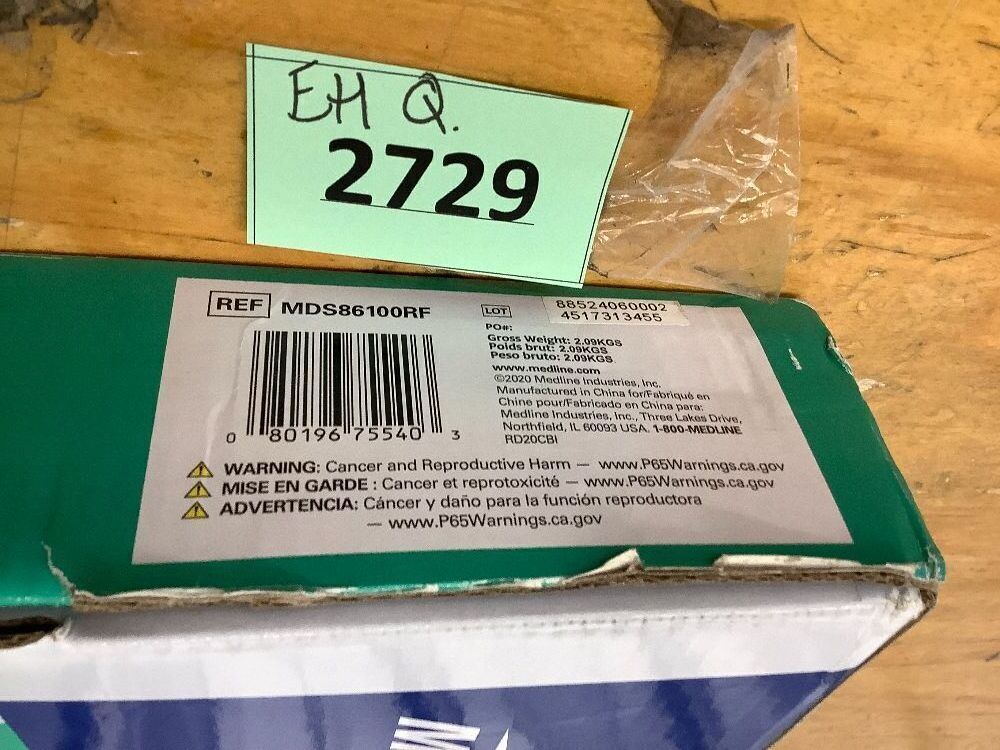 EH Q.
2729
REF MDS86100RF
LOT 88524060002
4517313455
PO#:
Gross Weight: 2.09KGS
Poids brut: 2.09KGS
Peso bruto: 2.09KGS
www.medline.com
©2020 Medline Industries, Inc.
Manufactured in China for/Fabriqué en
Chine pour/Fabricado en China para:
Medline Industries, Inc., Three Lakes Drive,
Northfield, IL 60093 USA. 1-800-MEDLINE
RD20CBI
0 80196 75540 3
WARNING: Cancer and Reproductive Harm — www.P65Warnings.ca.gov
MISE EN GARDE : Cancer et reprotoxicité — www.P65Warnings.ca.gov
ADVERTENCIA: Cáncer y daño para la función reproductora
— www.P65Warnings.ca.gov